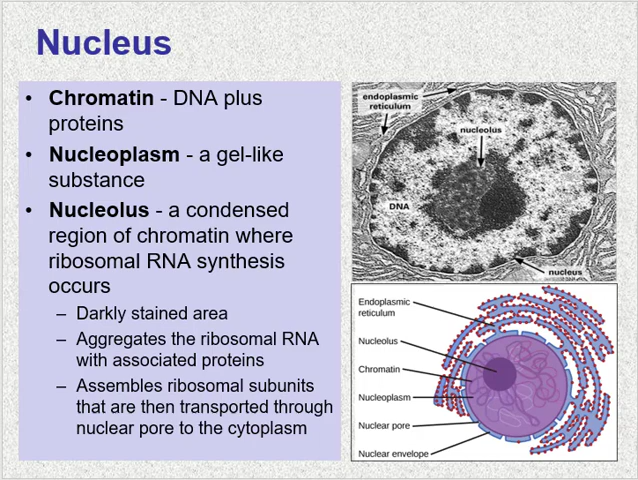 Nucleus
• Chromatin - DNA plus
proteins
• Nucleoplasm - a gel-like
substance
• Nucleolus - a condensed
region of chromatin where
ribosomal RNA synthesis
occurs
– Darkly stained area
– Aggregates the ribosomal RNA
with associated proteins
– Assembles ribosomal subunits
that are then transported through
nuclear pore to the cytoplasm
endoplasmic
reticulum
nucleolus
DNA
nucleus
Endoplasmic
reticulum
Nucleolus
Chromatin
Nucleoplasm
Nuclear pore
Nuclear envelope